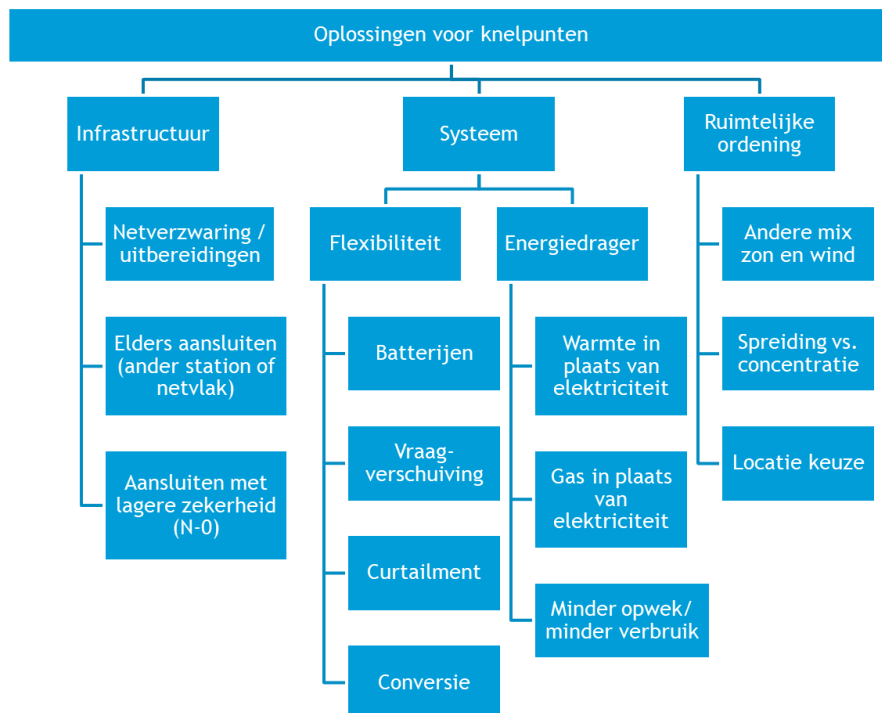 Oplossingen voor knelpunten
Infrastructuur
Netverzwaring /
uitbereidingen
Elders aansluiten
(ander station of
netvlak)
Aansluiten met
lagere zekerheid
(N-0)
Systeem
Flexibiliteit
Batterijen
Vraag-
verschuiving
Curtailment
Conversie
Energiedrager
Warmte in
plaats van
elektriciteit
Gas in plaats
van
elektriciteit
Minder opwek/
minder verbruik
Ruimtelijke
ordening
Andere mix
zon en wind
Spreiding vs.
concentratie
Locatie keuze